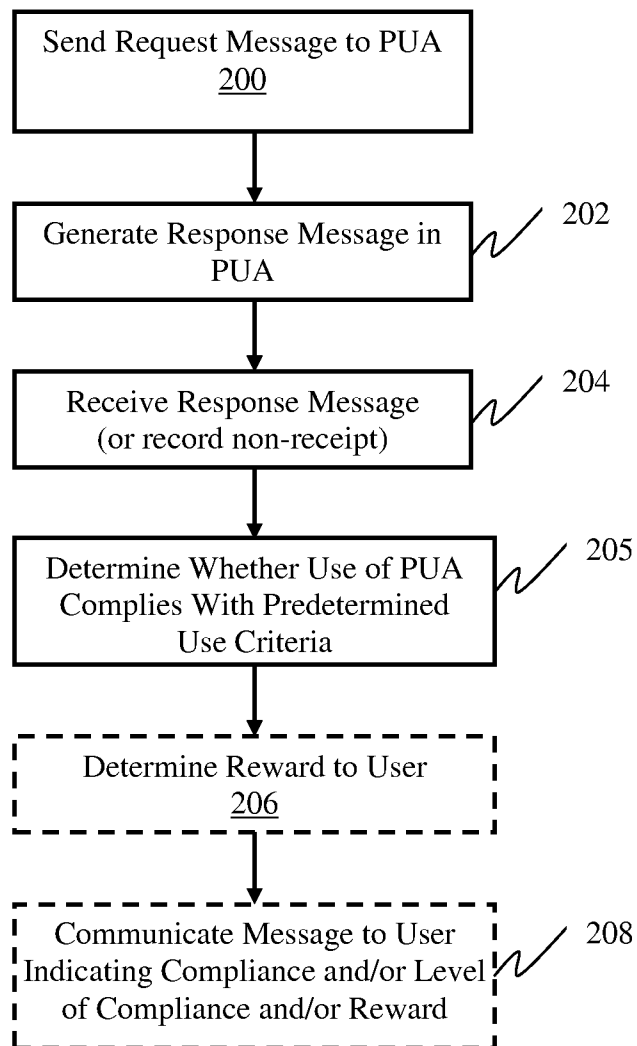 Send Request Message to PUA
200
Generate Response Message in
PUA
202
Receive Response Message
(or record non-receipt)
204
Determine Whether Use of PUA
Complies With Predetermined
Use Criteria
205
Determine Reward to User
206
Communicate Message to User
Indicating Compliance and/or Level
of Compliance and/or Reward
208